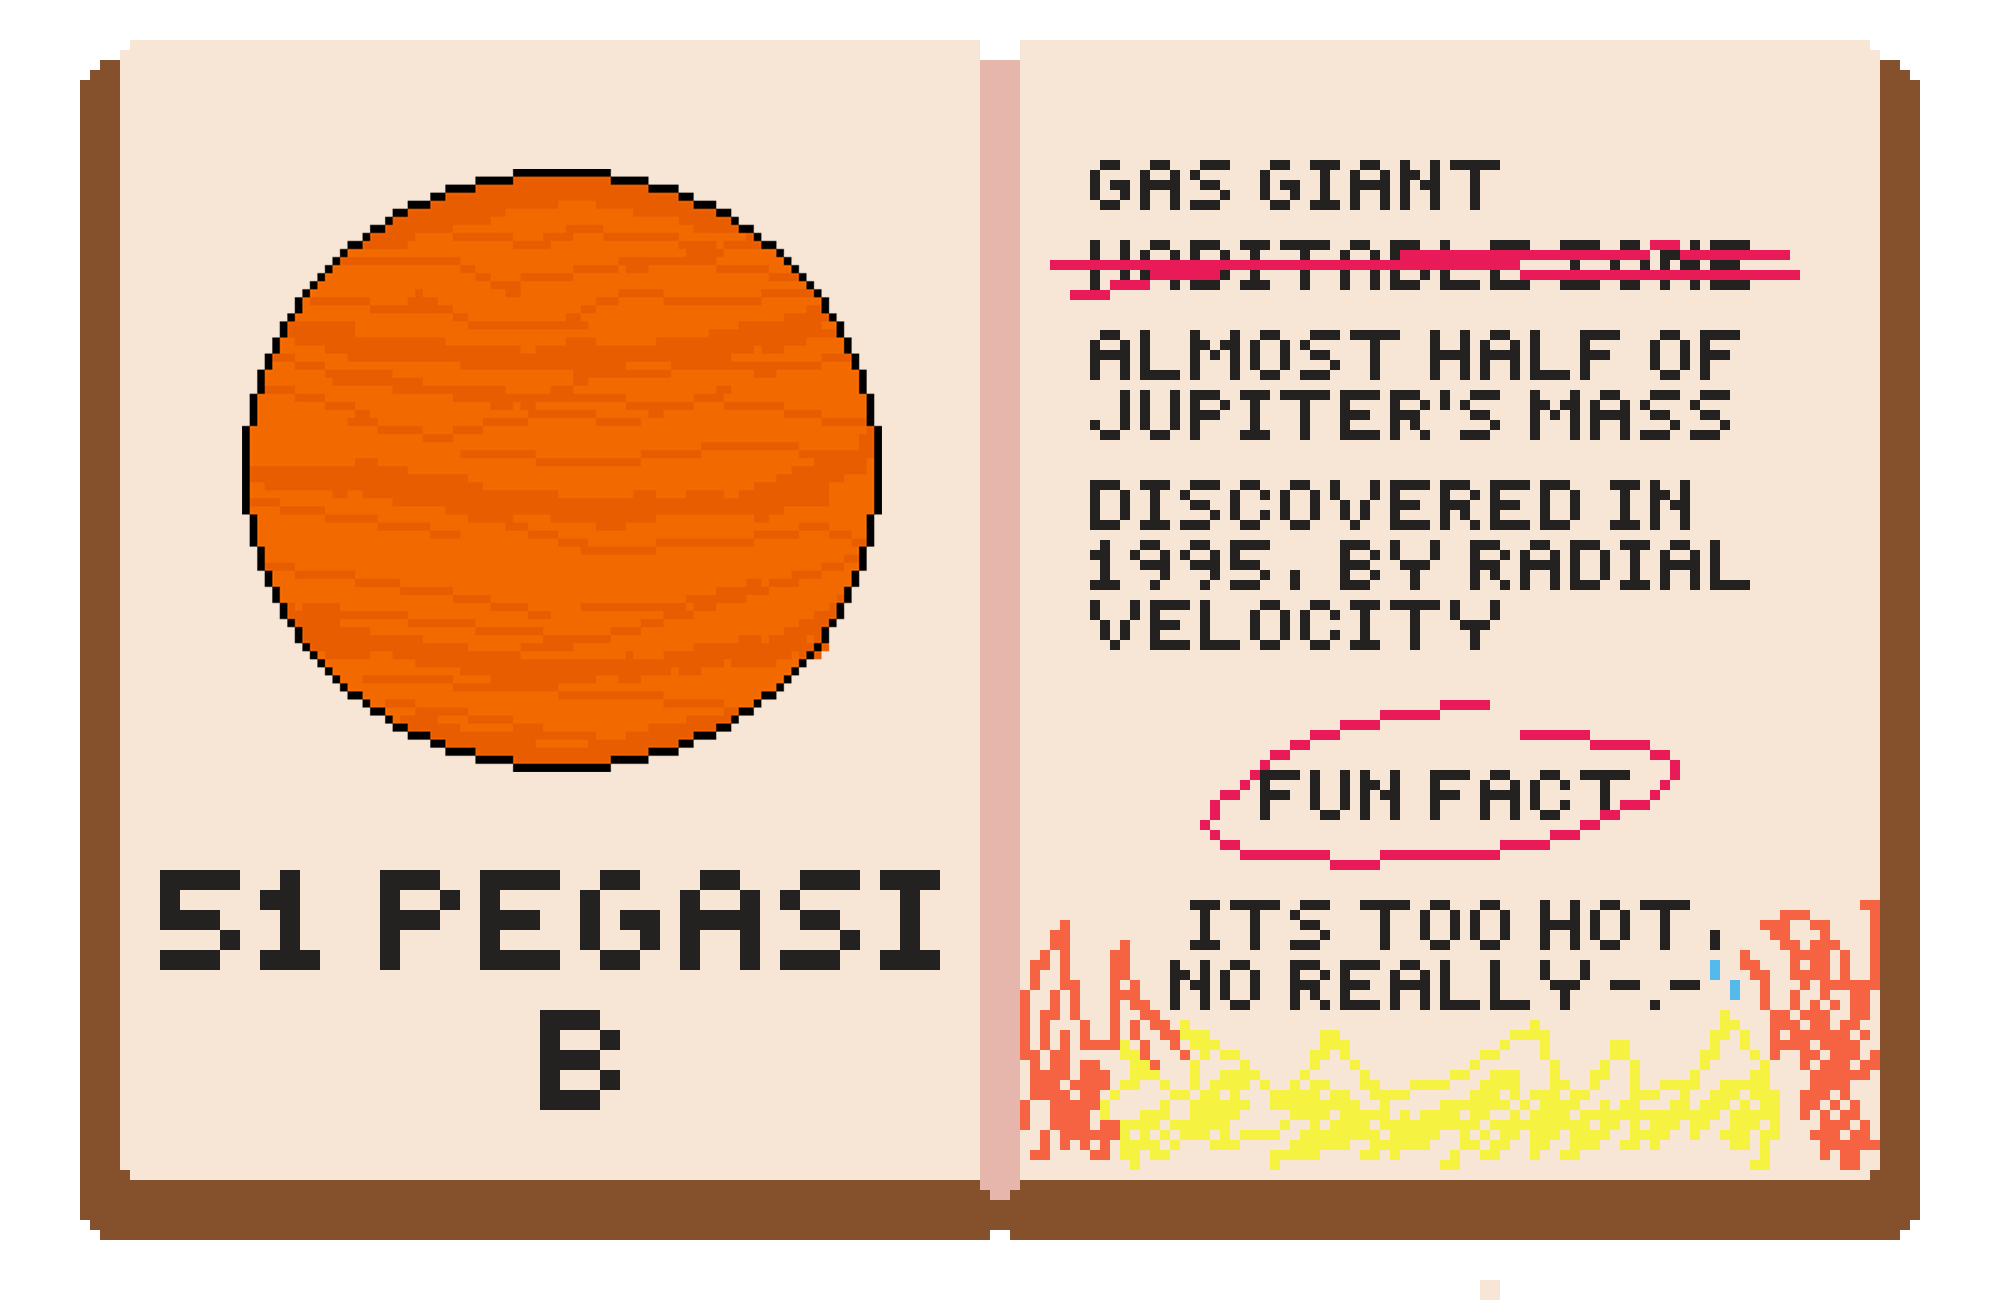 51 PEGASI
B
GAS GIANT
HABITABLE ZONE
ALMOST HALF OF
JUPITER'S MASS
DISCOVERED IN
1995, BY RADIAL
VELOCITY
FUN FACT
ITS TOO HOT,
NO REALLY-.-